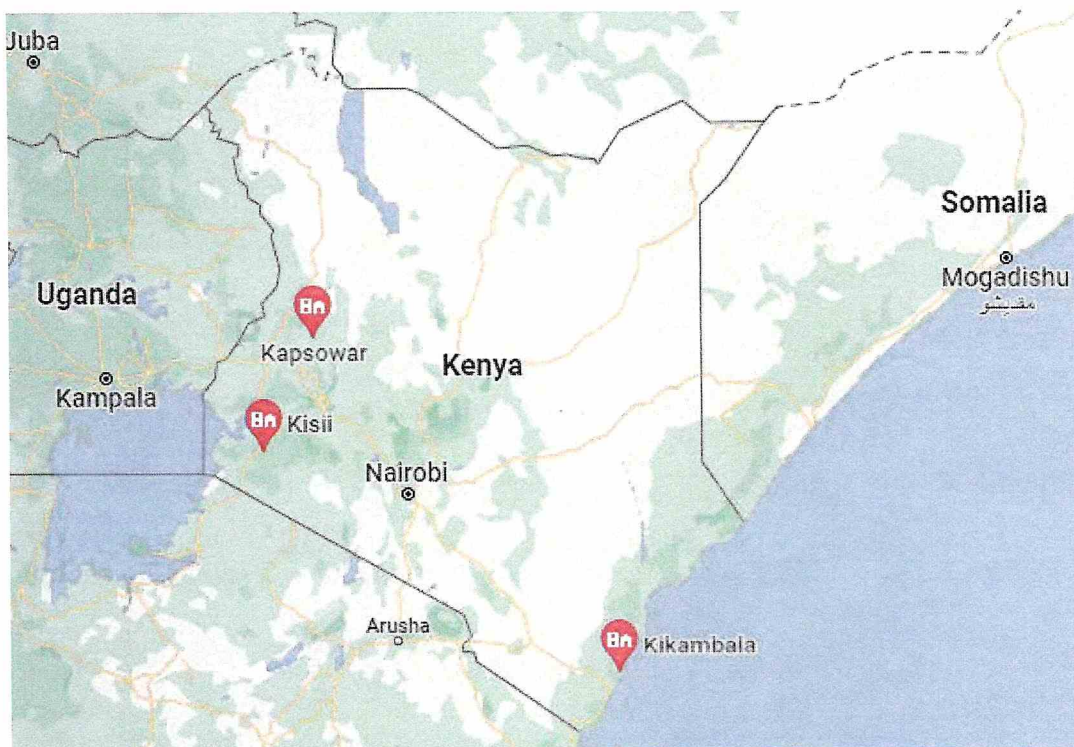 Juba
Somalia
Mogadishu
مقديشو
Uganda
Kapsowar
Kenya
Kampala
Kisii
Nairobi
Arusha
Kikambala